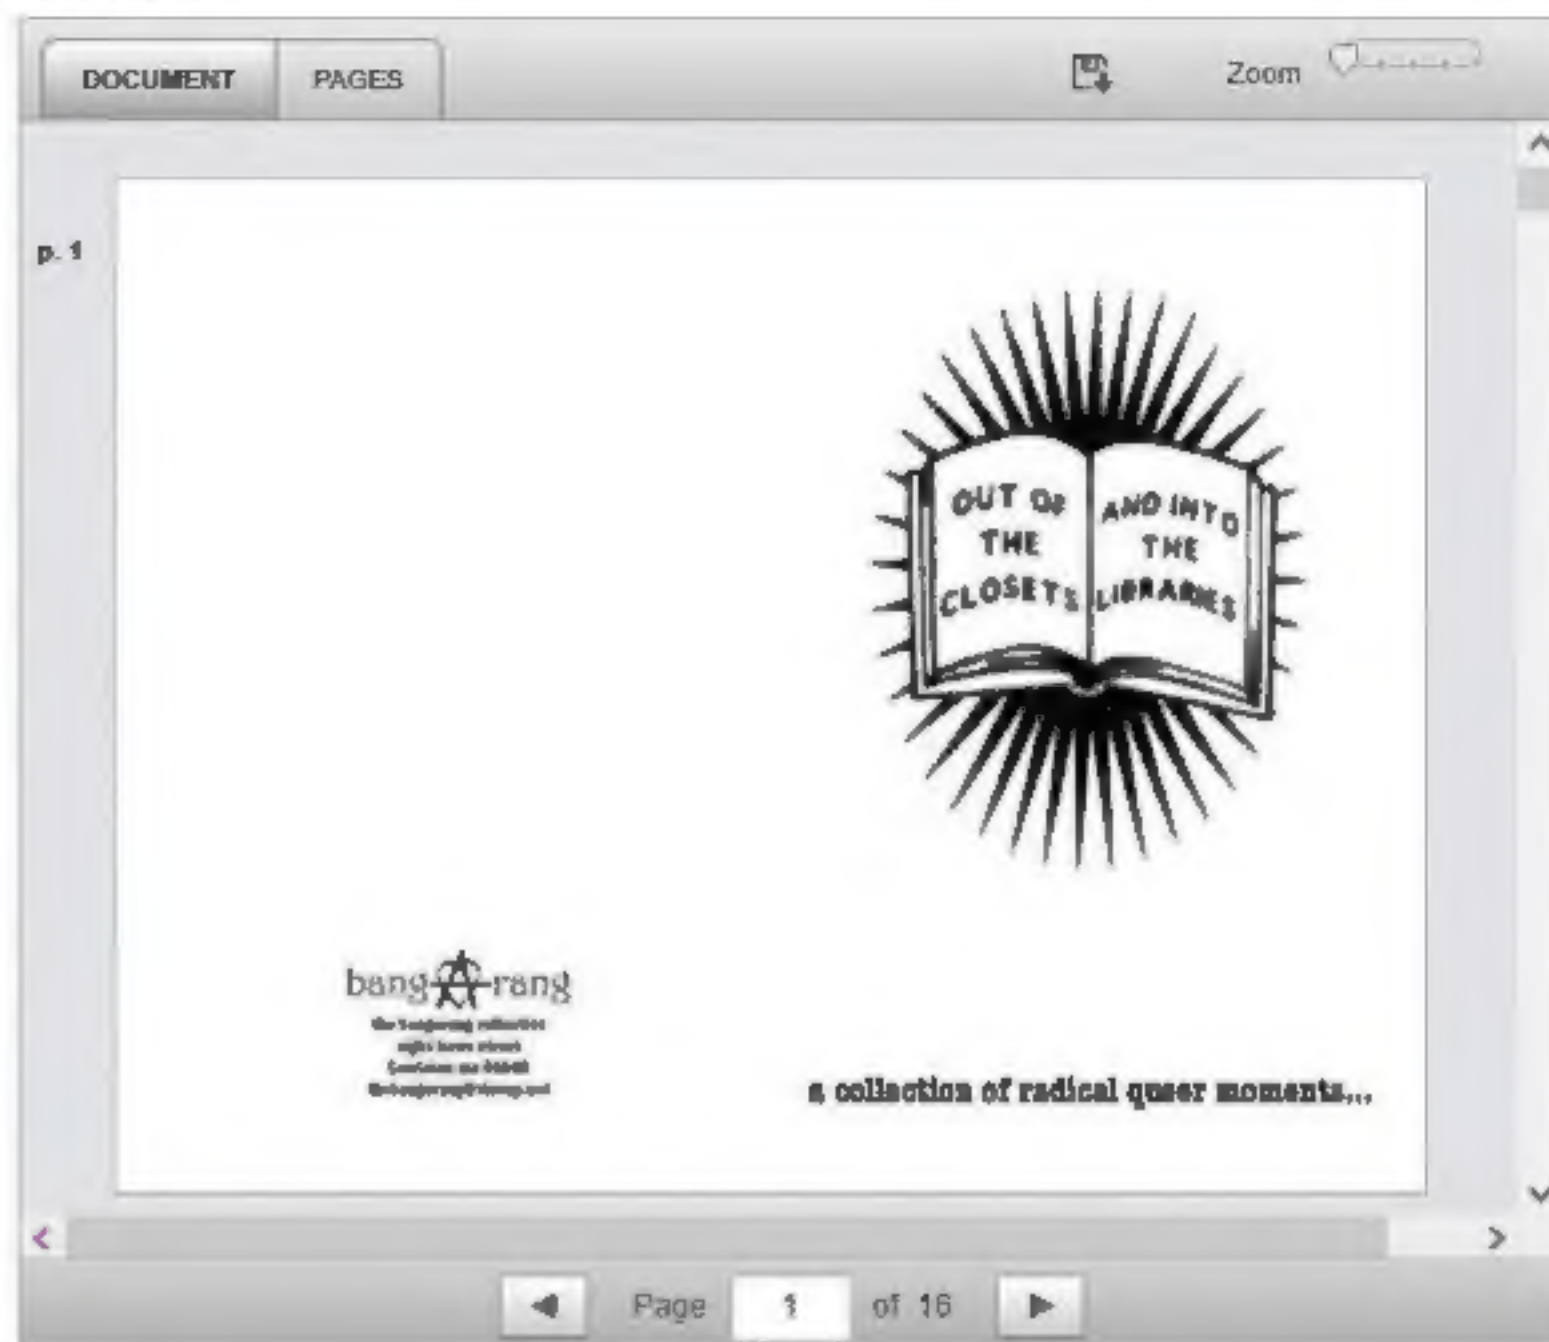 DOCUMENT PAGES Zoom
p. 1
OUT OF
THE
CLOSETS
AND INTO
THE
LIBRARIES
bang A rang
a collection of radical queer moments...
Page 1 of 16